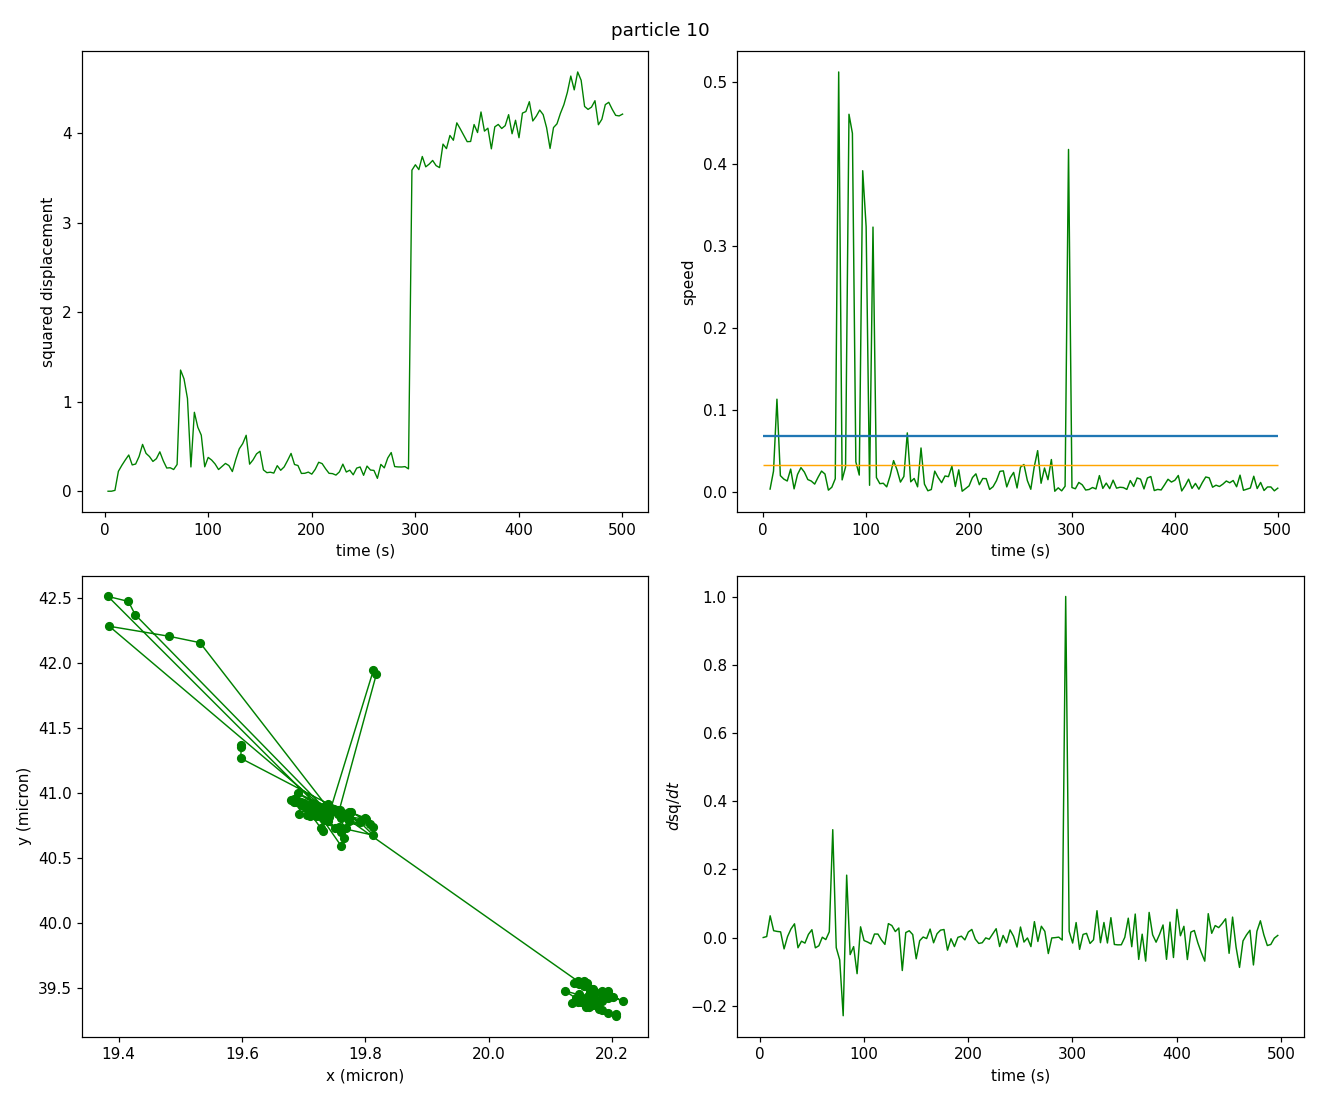 particle 10
squared displacement
4
3
2
1
0
0 100 200 300 400 500
time (s)
speed
0.5
0.4
0.3
0.2
0.1
0.0
0 100 200 300 400 500
time (s)
y (micron)
42.5
42.0
41.5
41.0
40.5
40.0
39.5
19.4 19.6 19.8 20.0 20.2
x (micron)
dsq/dt
1.0
0.8
0.6
0.4
0.2
0.0
−0.2
0 100 200 300 400 500
time (s)